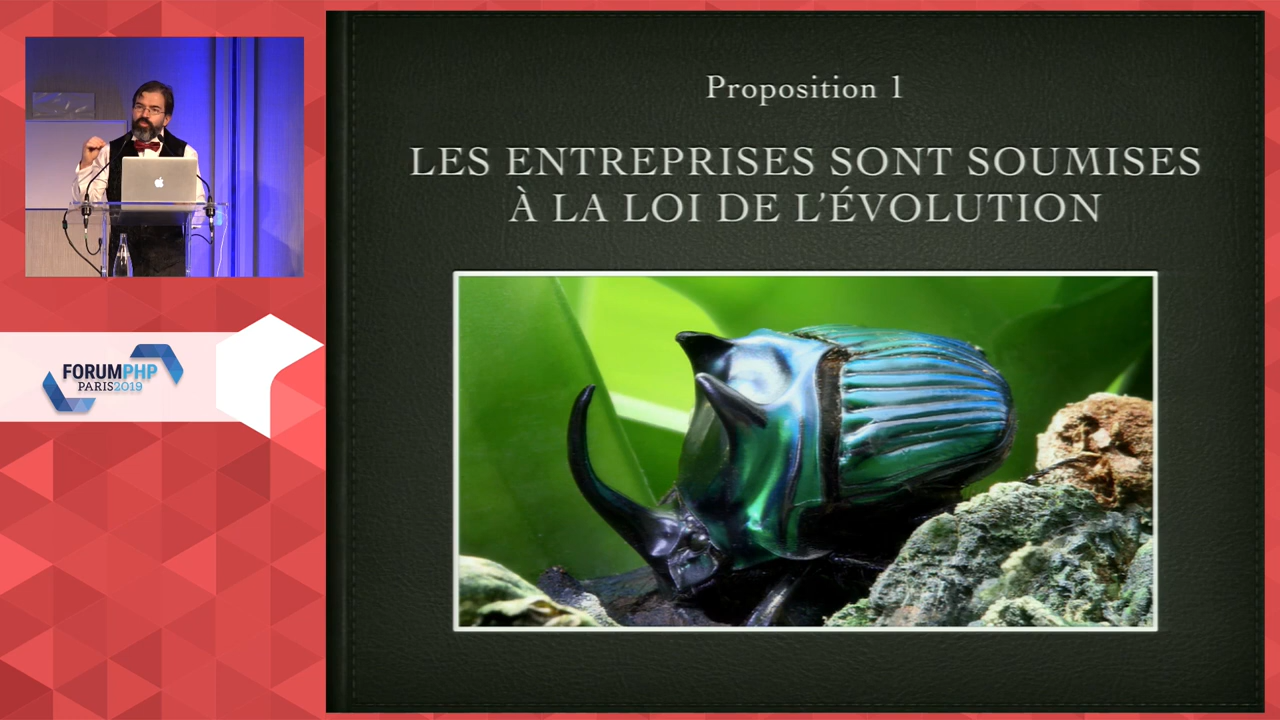 Proposition 1
LES ENTREPRISES SONT SOUMISES
À LA LOI DE L’ÉVOLUTION
FORUMPHP
PARIS2019